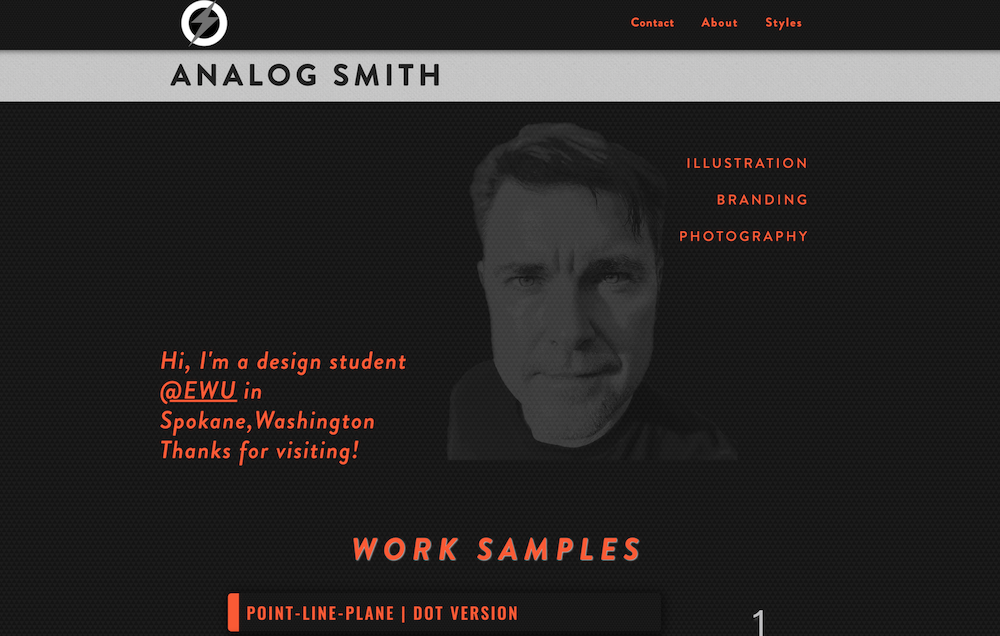 Contact About Styles
ANALOG SMITH
ILLUSTRATION
BRANDING
PHOTOGRAPHY
Hi, I'm a design student
@EWU in
Spokane,Washington
Thanks for visiting!
WORK SAMPLES
POINT-LINE-PLANE | DOT VERSION
1